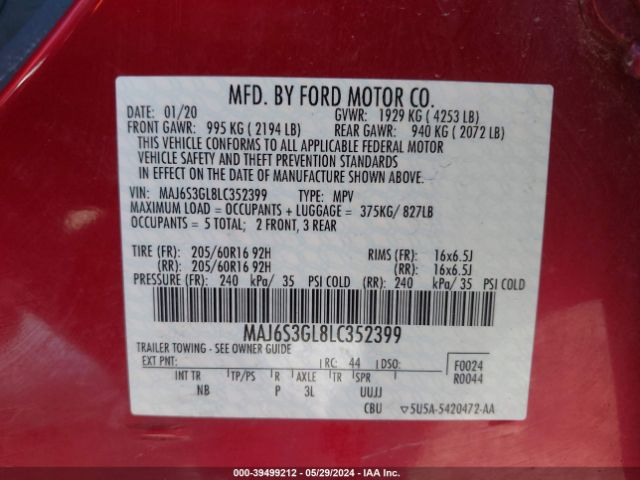 MFD. BY FORD MOTOR CO.
DATE: 01/20 GVWR: 1929 KG ( 4253 LB)
FRONT GAWR: 995 KG ( 2194 LB) REAR GAWR: 940 KG ( 2072 LB)
THIS VEHICLE CONFORMS TO ALL APPLICABLE FEDERAL MOTOR
VEHICLE SAFETY AND THEFT PREVENTION STANDARDS
IN EFFECT ON THE DATE OF MANUFACTURE SHOWN ABOVE.
VIN: MAJ6S3GL8LC352399 TYPE: MPV
MAXIMUM LOAD = OCCUPANTS + LUGGAGE = 375KG/ 827LB
OCCUPANTS = 5 TOTAL; 2 FRONT, 3 REAR
TIRE (FR): 205/60R16 92H RIMS (FR): 16x6.5J
(RR): 205/60R16 92H (RR): 16x6.5J
PRESSURE (FR): 240 kPa/ 35 PSI COLD (RR): 240 kPa/ 35 PSI COLD
MAJ6S3GL8LC352399
TRAILER TOWING - SEE OWNER GUIDE
EXT PNT: RC: 44 DSO: F0024
R0044
INT TR TP/PS R AXLE TR SPR
NB P 3L UUJJ
CBU ▽5U5A-5420472-AA
000-39499212 - 05/29/2024 - IAA Inc.